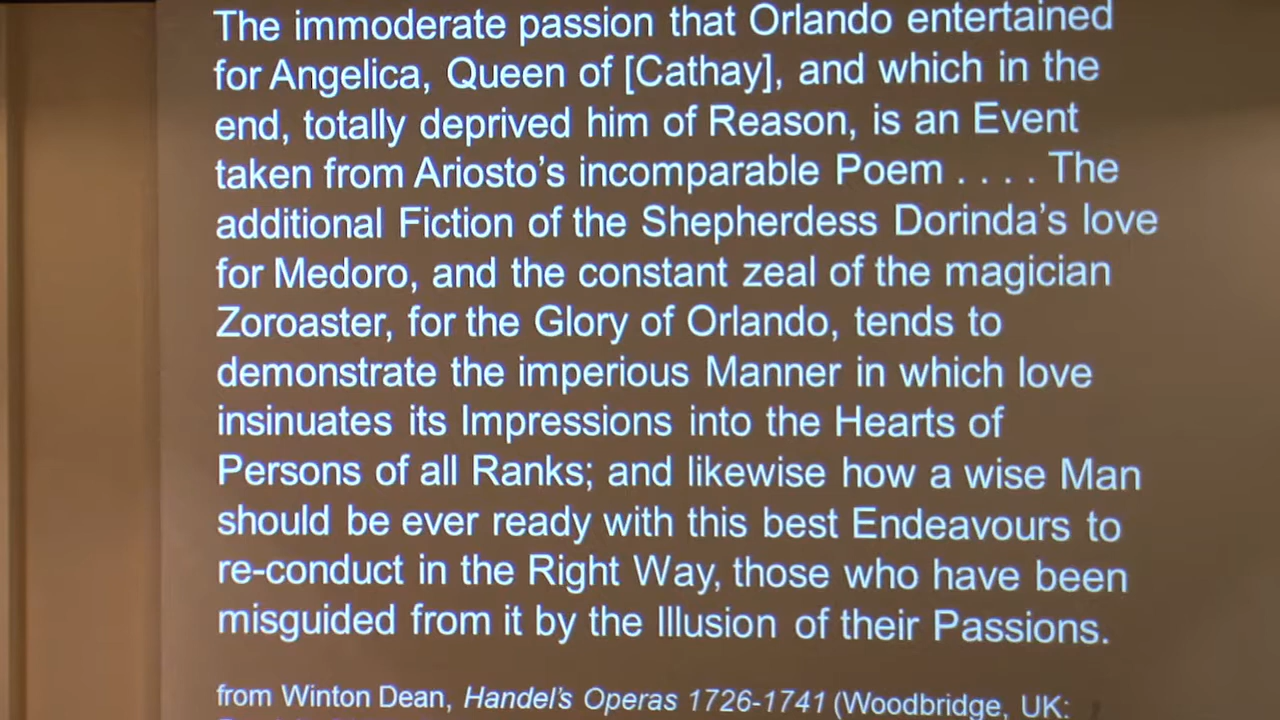 The immoderate passion that Orlando entertained
for Angelica, Queen of [Cathay], and which in the
end, totally deprived him of Reason, is an Event
taken from Ariosto’s incomparable Poem . . . . The
additional Fiction of the Shepherdess Dorinda’s love
for Medoro, and the constant zeal of the magician
Zoroaster, for the Glory of Orlando, tends to
demonstrate the imperious Manner in which love
insinuates its Impressions into the Hearts of
Persons of all Ranks; and likewise how a wise Man
should be ever ready with this best Endeavours to
re-conduct in the Right Way, those who have been
misguided from it by the Illusion of their Passions.
from Winton Dean, Handel’s Operas 1726-1741 (Woodbridge, UK: